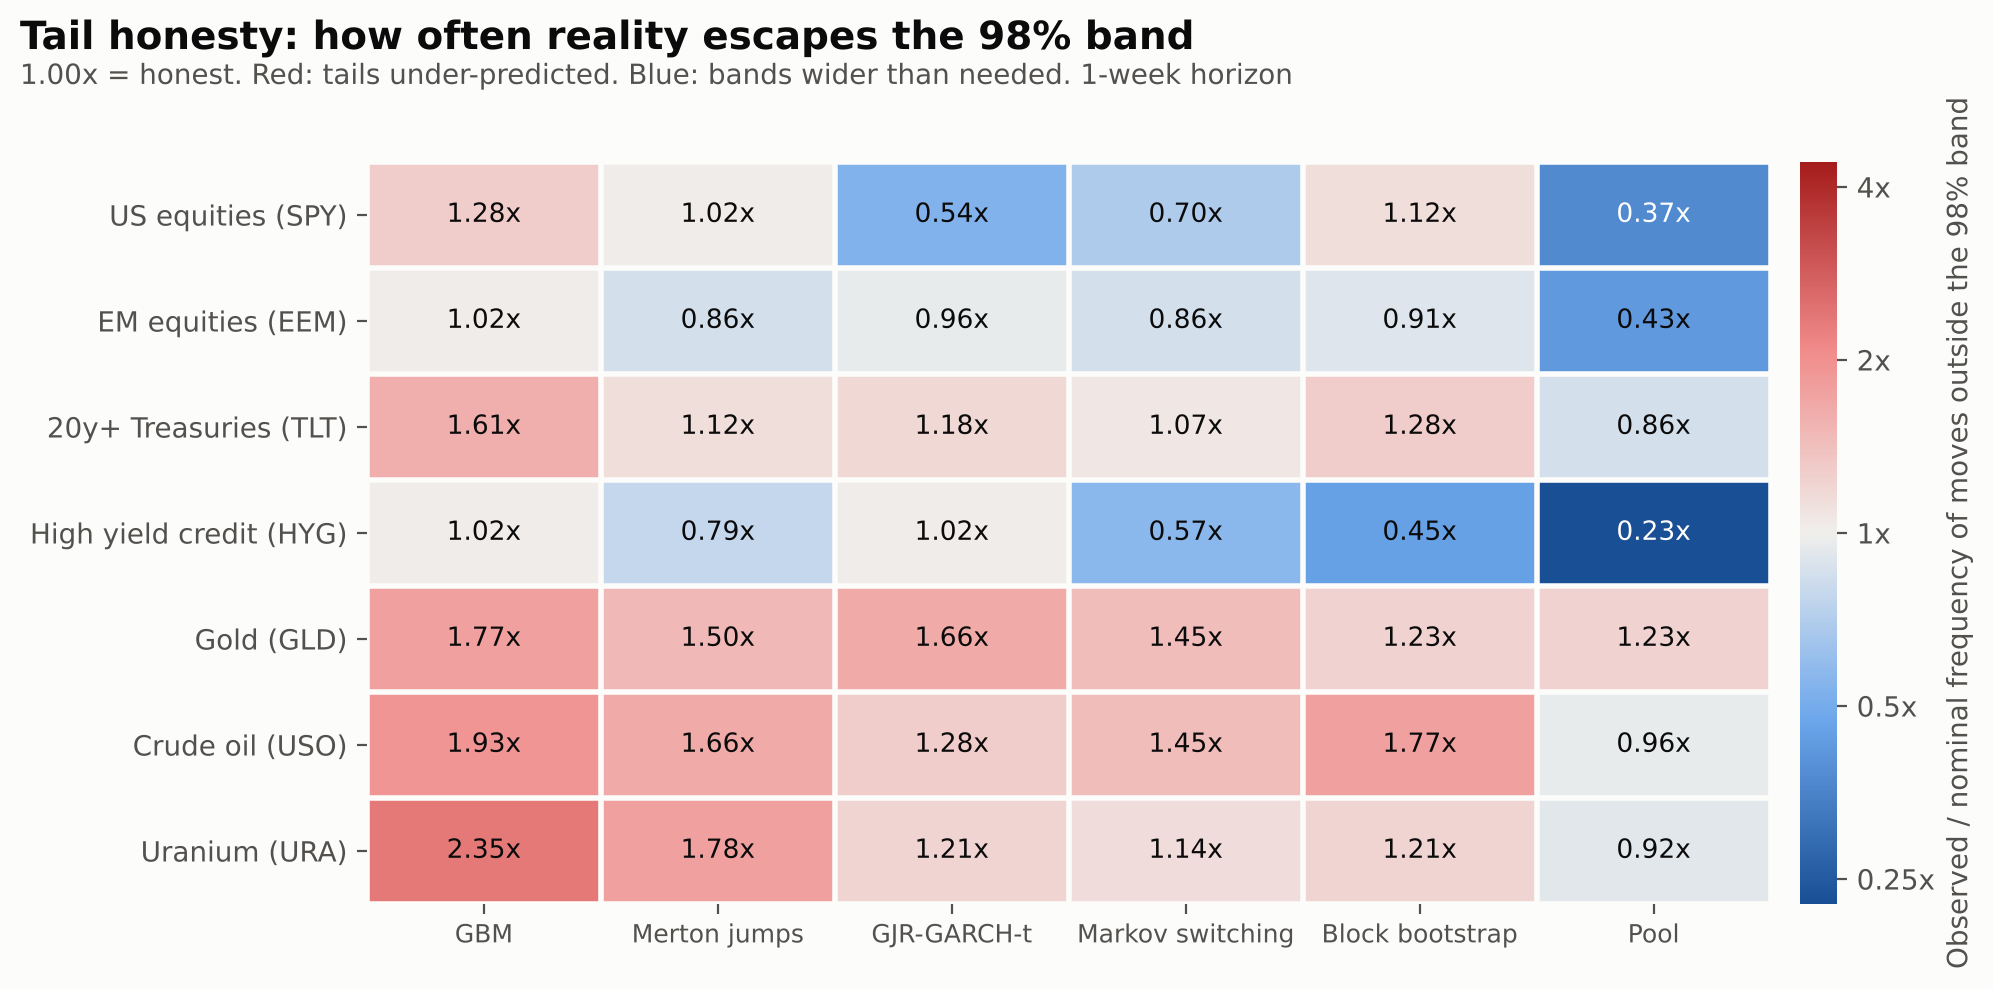 Tail honesty: how often reality escapes the 98% band
1.00x = honest. Red: tails under-predicted. Blue: bands wider than needed. 1-week horizon
US equities (SPY) 1.28x 1.02x 0.54x 0.70x 1.12x 0.37x
EM equities (EEM) 1.02x 0.86x 0.96x 0.86x 0.91x 0.43x
20y+ Treasuries (TLT) 1.61x 1.12x 1.18x 1.07x 1.28x 0.86x
High yield credit (HYG) 1.02x 0.79x 1.02x 0.57x 0.45x 0.23x
Gold (GLD) 1.77x 1.50x 1.66x 1.45x 1.23x 1.23x
Crude oil (USO) 1.93x 1.66x 1.28x 1.45x 1.77x 0.96x
Uranium (URA) 2.35x 1.78x 1.21x 1.14x 1.21x 0.92x
GBM Merton jumps GJR-GARCH-t Markov switching Block bootstrap Pool
4x
2x
1x
0.5x
0.25x
Observed / nominal frequency of moves outside the 98% band